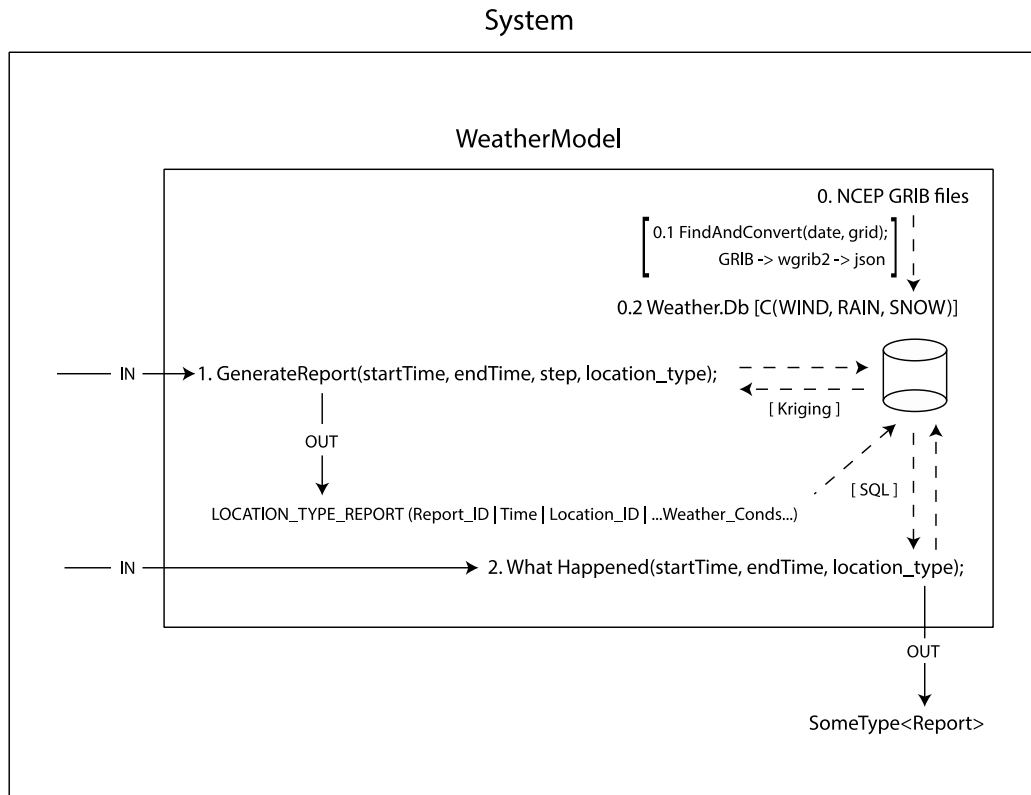 System
WeatherModel
0. NCEP GRIB files
0.1 FindAndConvert(date, grid);
GRIB -> wgrib2 -> json
0.2 Weather.Db [C(WIND, RAIN, SNOW)]
IN
1. GenerateReport(startTime, endTime, step, location_type);
[ Kriging ]
OUT
[ SQL ]
LOCATION_TYPE_REPORT (Report_ID | Time | Location_ID | ...Weather_Conds...)
IN
2. What Happened(startTime, endTime, location_type);
OUT
SomeType<Report>